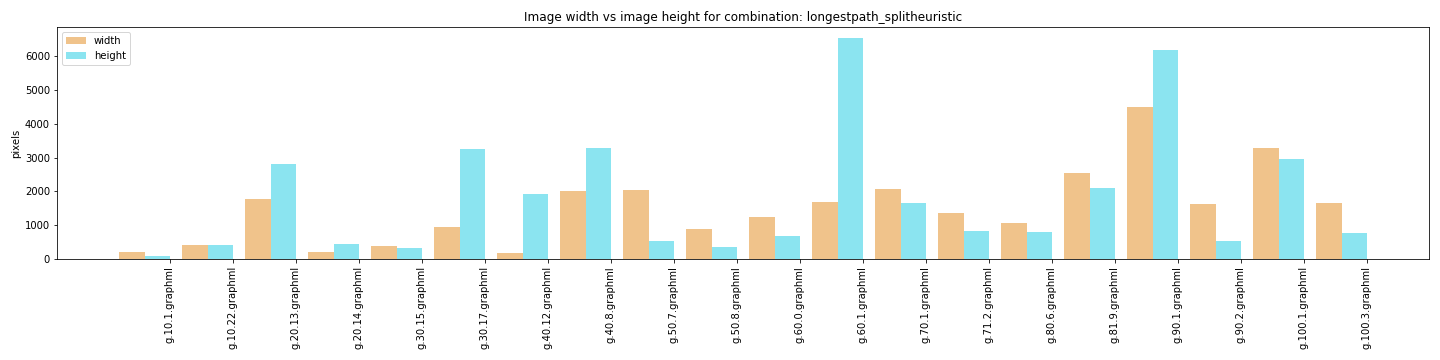 Image width vs image height for combination: longestpath_splitheuristic
width
height
pixels
6000
5000
4000
3000
2000
1000
0
g.10.1.graphml
g.10.22.graphml
g.20.13.graphml
g.20.14.graphml
g.30.15.graphml
g.30.17.graphml
g.40.12.graphml
g.40.8.graphml
g.50.7.graphml
g.50.8.graphml
g.60.0.graphml
g.60.1.graphml
g.70.1.graphml
g.71.2.graphml
g.80.6.graphml
g.81.9.graphml
g.90.1.graphml
g.90.2.graphml
g.100.1.graphml
g.100.3.graphml